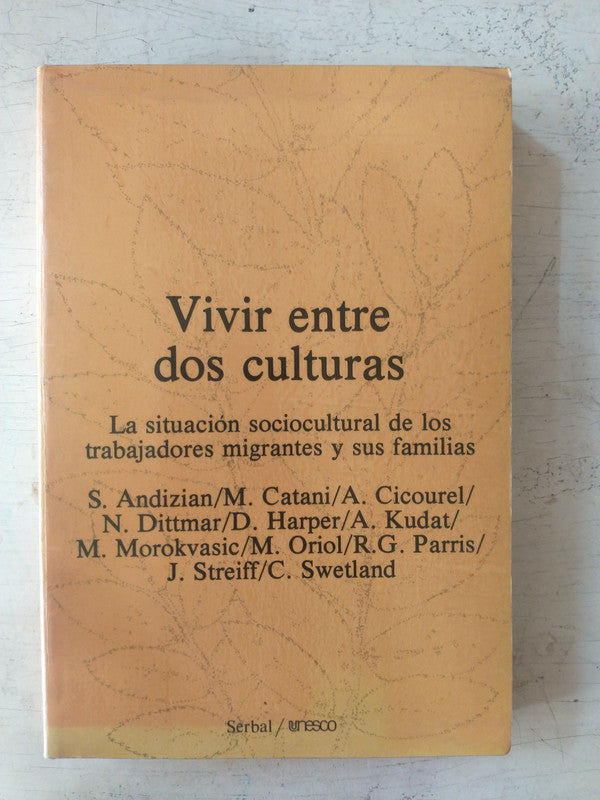 Vivir entre
dos culturas
La situación sociocultural de los
trabajadores migrantes y sus familias
S. Andizian/M. Catani/A. Cicourel/
N. Dittmar/D. Harper/A. Kudat/
M. Morokvasic/M. Oriol/R.G. Parris/
J. Streiff/C. Swetland
Serbal / unesco